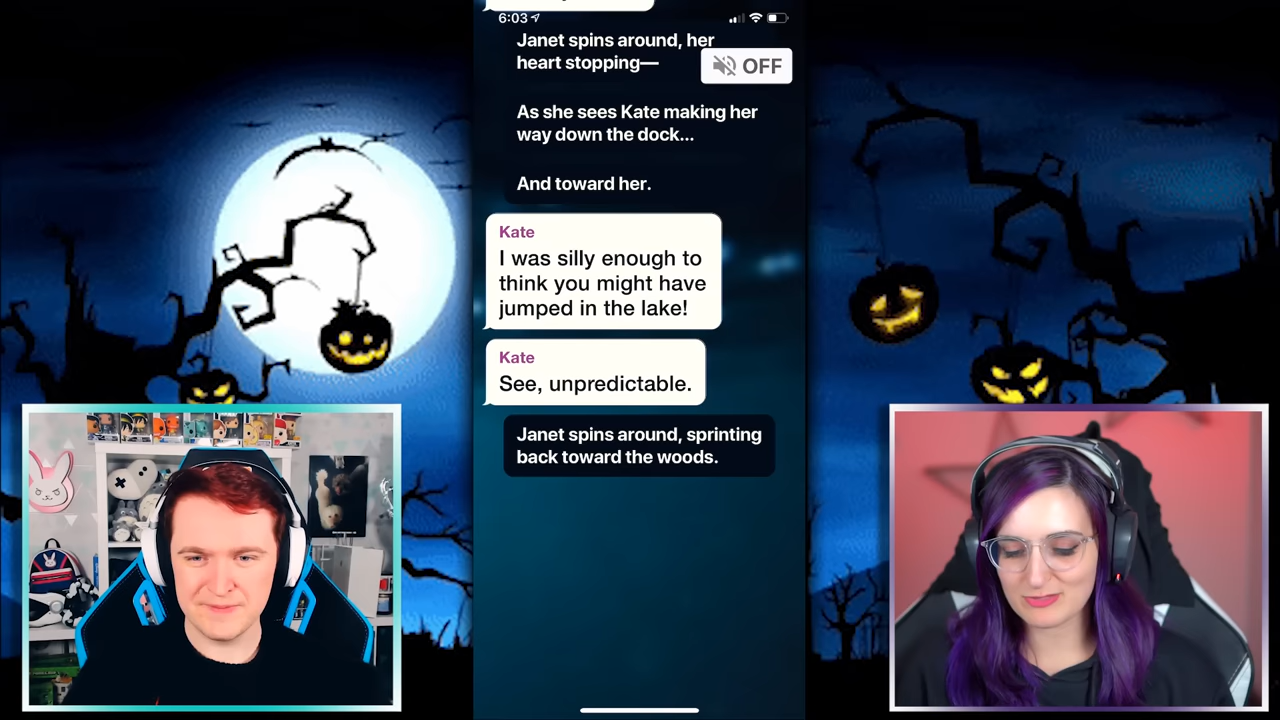 6:03
Janet spins around, her
heart stopping—
OFF
As she sees Kate making her
way down the dock...
And toward her.
Kate
I was silly enough to
think you might have
jumped in the lake!
Kate
See, unpredictable.
Janet spins around, sprinting
back toward the woods.